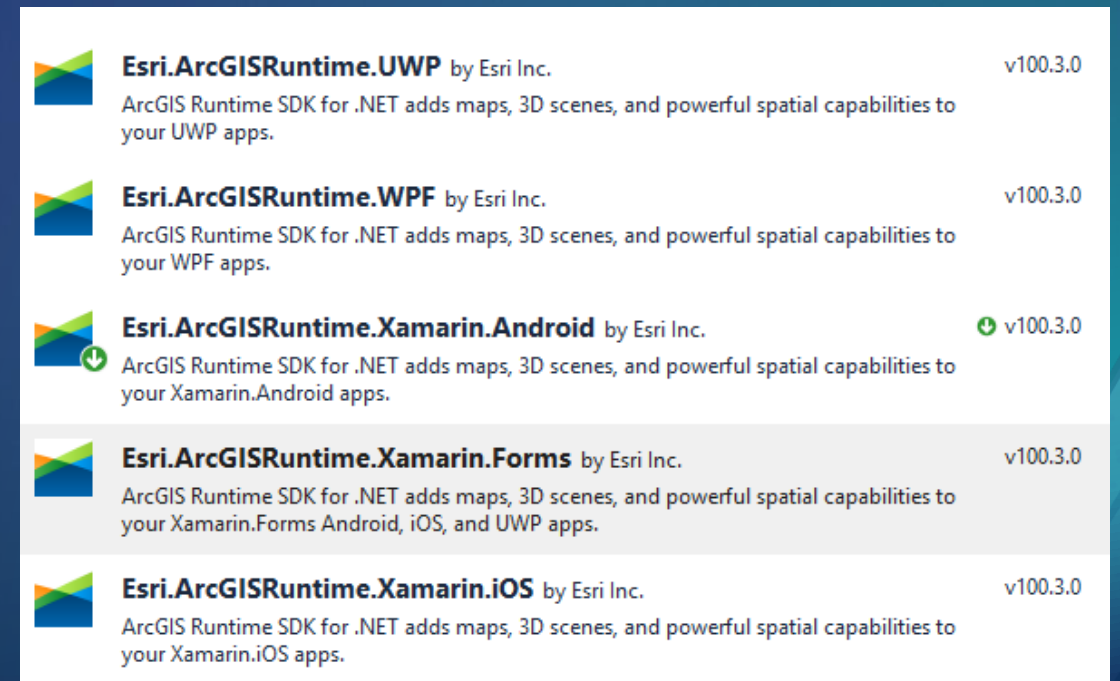 Esri.ArcGISRuntime.UWP by Esri Inc. v100.3.0
ArcGIS Runtime SDK for .NET adds maps, 3D scenes, and powerful spatial capabilities to
your UWP apps.
Esri.ArcGISRuntime.WPF by Esri Inc. v100.3.0
ArcGIS Runtime SDK for .NET adds maps, 3D scenes, and powerful spatial capabilities to
your WPF apps.
Esri.ArcGISRuntime.Xamarin.Android by Esri Inc. v100.3.0
ArcGIS Runtime SDK for .NET adds maps, 3D scenes, and powerful spatial capabilities to
your Xamarin.Android apps.
Esri.ArcGISRuntime.Xamarin.Forms by Esri Inc. v100.3.0
ArcGIS Runtime SDK for .NET adds maps, 3D scenes, and powerful spatial capabilities to
your Xamarin.Forms Android, iOS, and UWP apps.
Esri.ArcGISRuntime.Xamarin.iOS by Esri Inc. v100.3.0
ArcGIS Runtime SDK for .NET adds maps, 3D scenes, and powerful spatial capabilities to
your Xamarin.iOS apps.